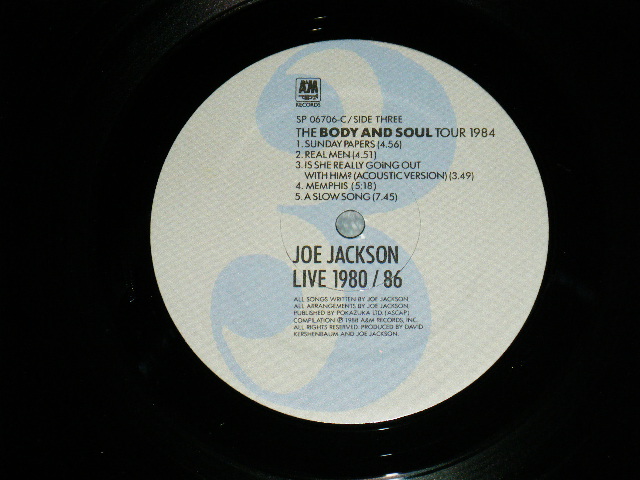 A&M
RECORDS
SP 06706-C/SIDE THREE
THE BODY AND SOUL TOUR 1984
1. SUNDAY PAPERS (4.56)
2. REAL MEN (4.51)
3. IS SHE REALLY GOING OUT
WITH HIM? (ACOUSTIC VERSION) (3.49)
4. MEMPHIS (5:18)
5. A SLOW SONG (7.45)
3
JOE JACKSON
LIVE 1980 / 86
ALL SONGS WRITTEN BY JOE JACKSON
ALL ARRANGEMENTS BY JOE JACKSON.
PUBLISHED BY POKAZUKA LTD. (ASCAP)
COMPILATION ℗ 1988 A&M RECORDS, INC.
ALL RIGHTS RESERVED. PRODUCED BY DAVID
KERSHENBAUM AND JOE JACKSON.